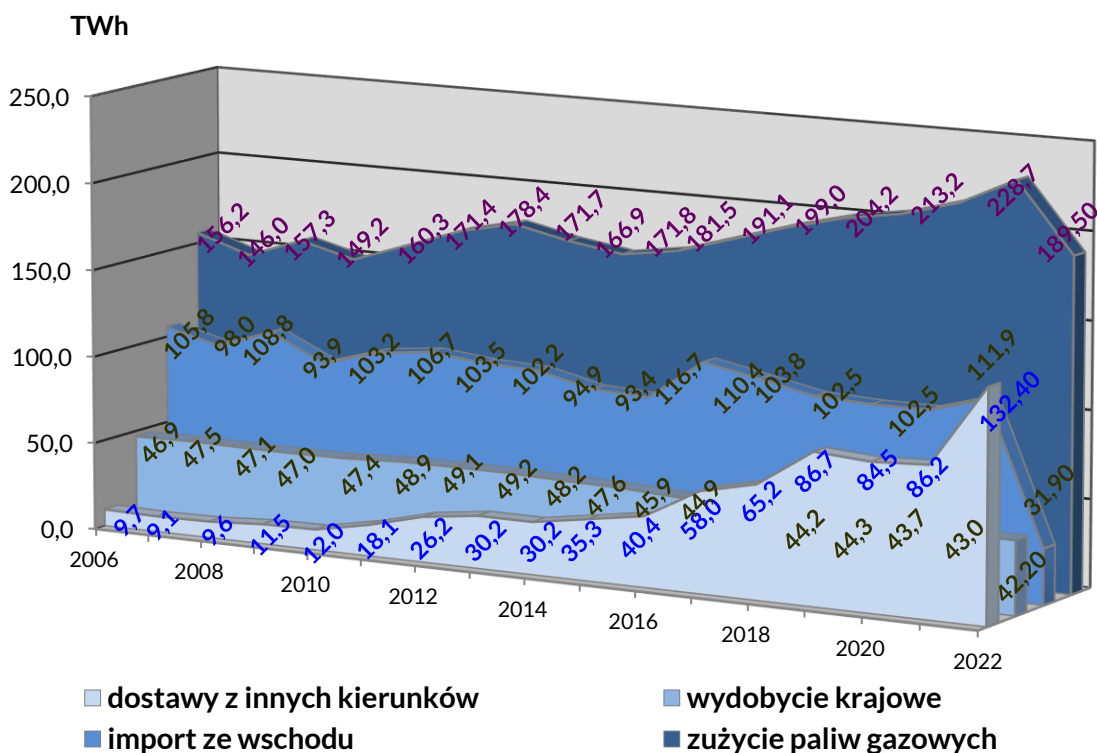 TWh
250,0
200,0
150,0
100,0
50,0
0,0
156,2 146,0 157,3 149,2 160,3 171,4 178,4 171,7 166,9 171,8 181,5 191,1 199,0 204,2 213,2 228,7 189,50
105,8 98,0 108,8 93,9 103,2 106,7 103,5 102,2 94,9 93,4 116,7 110,4 103,8 102,5 102,5 111,9 31,90
46,9 47,5 47,1 47,0 47,4 48,9 49,1 49,2 48,2 47,6 45,9 44,9 44,2 44,3 43,7 43,0 42,20
9,7 9,1 9,6 11,5 12,0 18,1 26,2 30,2 30,2 35,3 40,4 58,0 65,2 86,7 84,5 86,2 132,40
2006 2008 2010 2012 2014 2016 2018 2020 2022
dostawy z innych kierunków wydobycie krajowe
import ze wschodu zużycie paliw gazowych